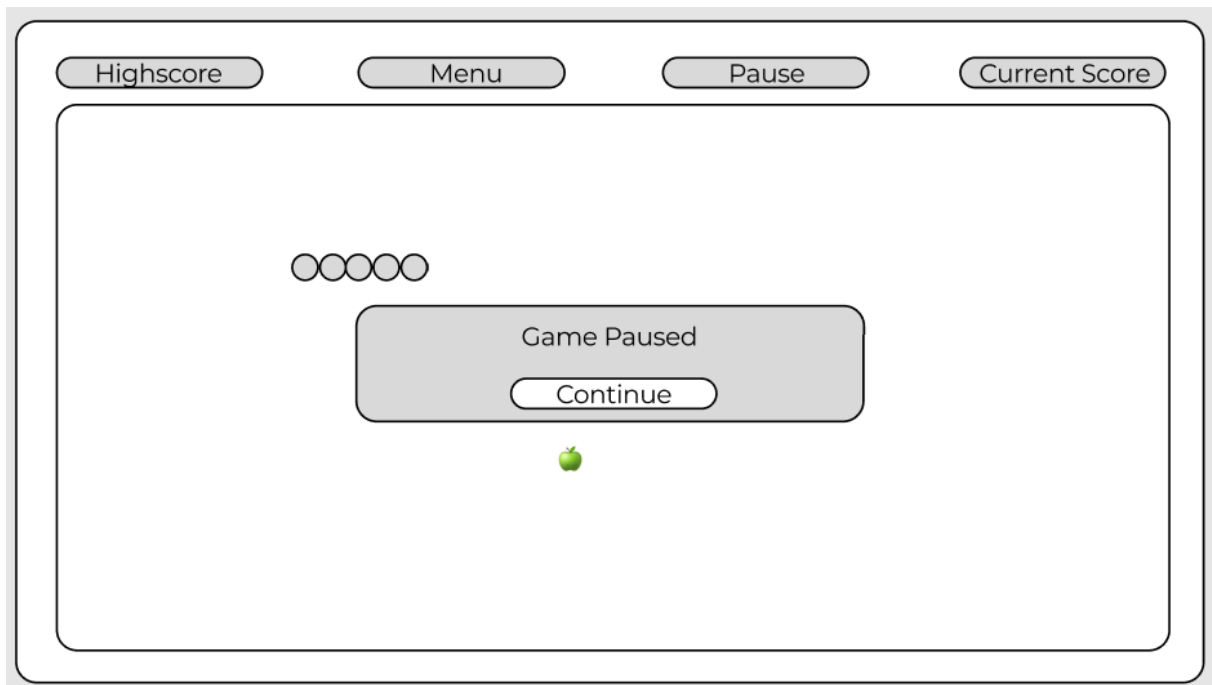 Highscore
Menu
Pause
Current Score
Game Paused
Continue